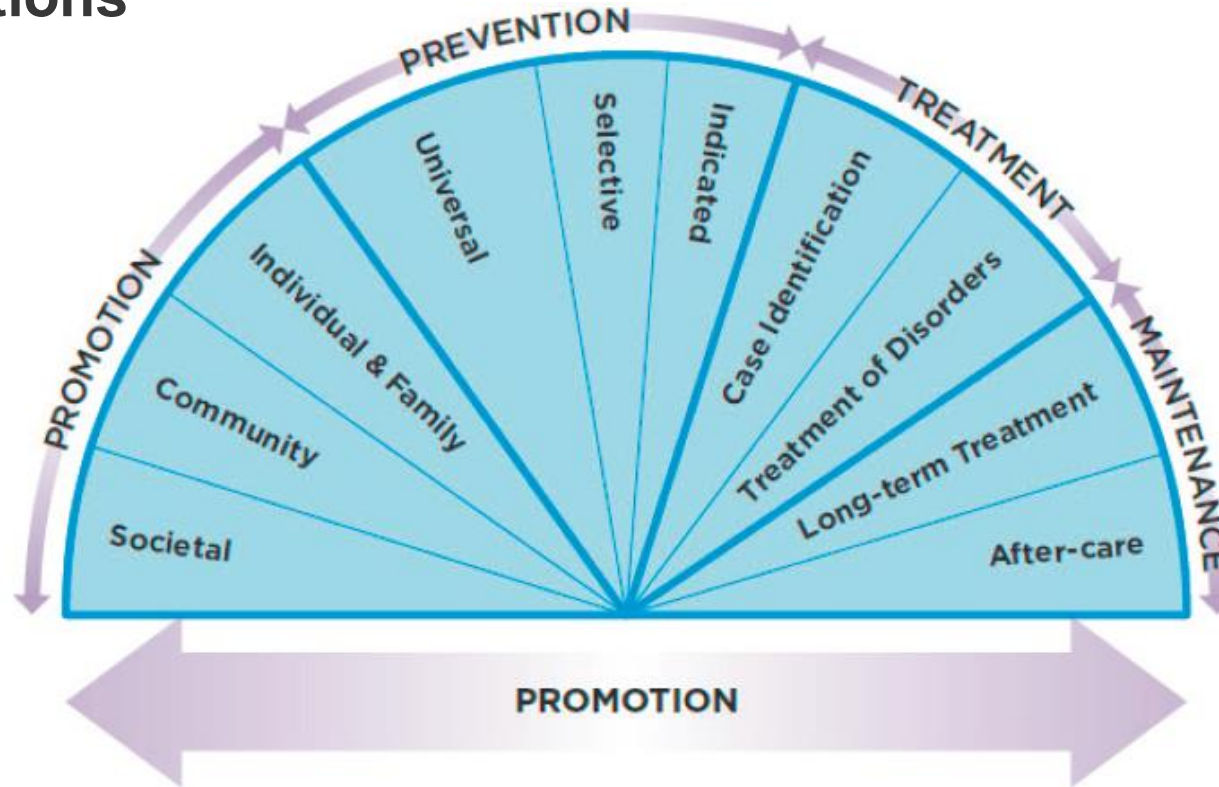 PROMOTION
PREVENTION
TREATMENT
MAINTENANCE
Societal
Community
Individual & Family
Universal
Selective
Indicated
Case Identification
Treatment of Disorders
Long-term Treatment
After-care
PROMOTION